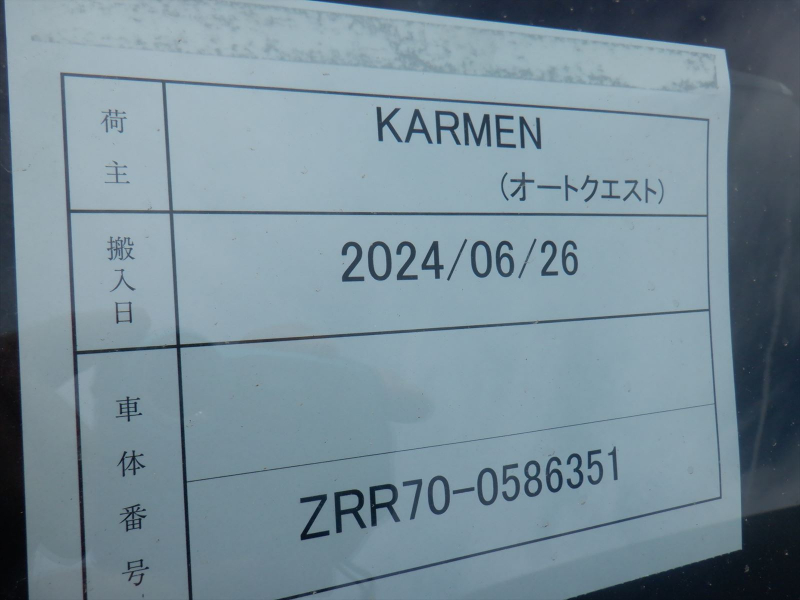 荷主
KARMEN
(オートクエスト)
搬入日
2024/06/26
車体番号
ZRR70-0586351